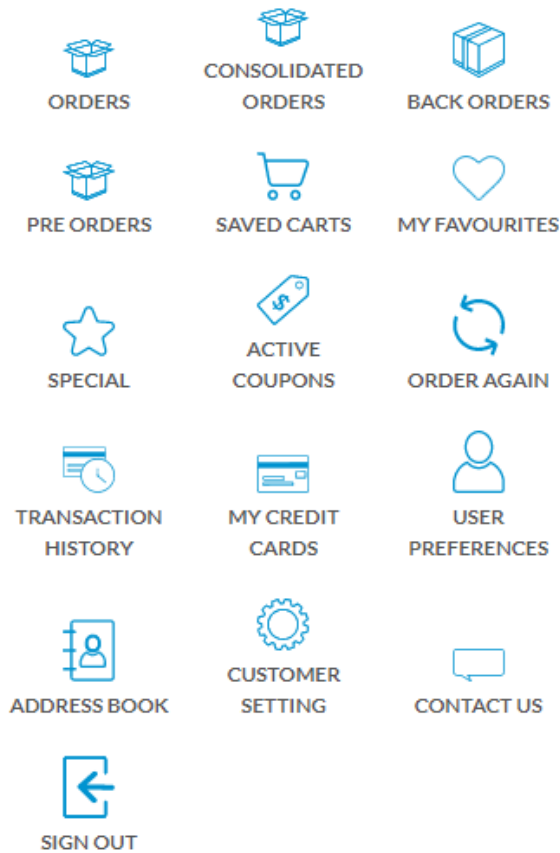 ORDERS
CONSOLIDATED
ORDERS
BACK ORDERS
PRE ORDERS
SAVED CARTS
MY FAVOURITES
SPECIAL
ACTIVE
COUPONS
ORDER AGAIN
TRANSACTION
HISTORY
MY CREDIT
CARDS
USER
PREFERENCES
ADDRESS BOOK
CUSTOMER
SETTING
CONTACT US
SIGN OUT